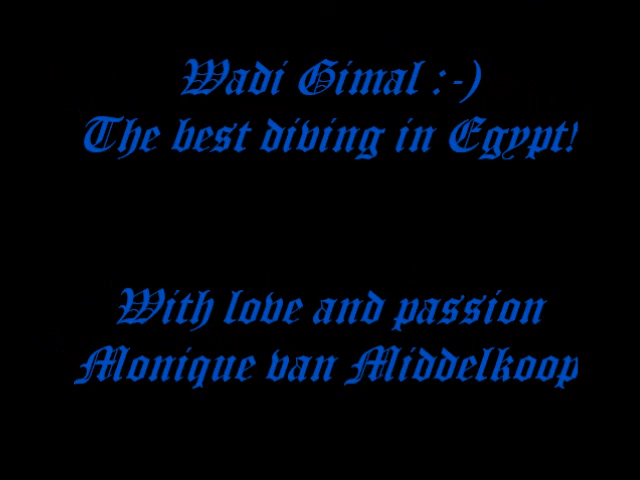 Wadi Gimal :-)
The best diving in Egypt!
With love and passion
Monique van Middelkoop